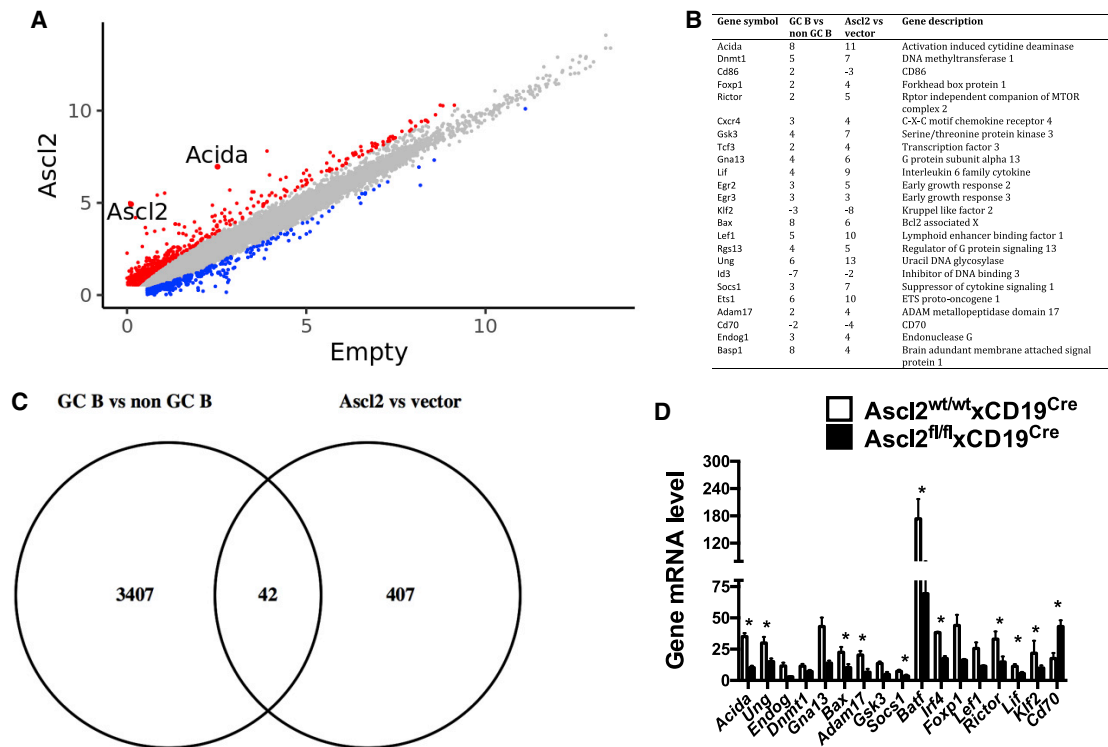 A
Ascl2
10
5
0
Acida
Ascl2
0 5 10
Empty
B
Gene symbol GC B vs non GC B Ascl2 vs vector Gene description
Acida 8 11 Activation induced cytidine deaminase
Dnmt1 5 7 DNA methyltransferase 1
Cd86 2 -3 CD86
Foxp1 2 4 Forkhead box protein 1
Rictor 2 5 Rptor independent companion of MTOR
complex 2
Cxcr4 3 4 C-X-C motif chemokine receptor 4
Gsk3 4 7 Serine/threonine protein kinase 3
Tcf3 2 4 Transcription factor 3
Gna13 4 6 G protein subunit alpha 13
Lif 4 9 Interleukin 6 family cytokine
Egr2 3 5 Early growth response 2
Egr3 3 3 Early growth response 3
Klf2 -3 -8 Kruppel like factor 2
Bax 8 6 Bcl2 associated X
Lef1 5 10 Lymphoid enhancer binding factor 1
Rgs13 4 5 Regulator of G protein signaling 13
Ung 6 13 Uracil DNA glycosylase
Id3 -7 -2 Inhibitor of DNA binding 3
Socs1 3 7 Suppressor of cytokine signaling 1
Ets1 6 10 ETS proto-oncogene 1
Adam17 2 4 ADAM metallopeptidase domain 17
Cd70 -2 -4 CD70
Endog1 3 4 Endonuclease G
Basp1 8 4 Brain adundant membrane attached signal
protein 1
C
GC B vs non GC B Ascl2 vs vector
3407 42 407
D
Ascl2wt/wtxCD19Cre
Ascl2fl/flxCD19Cre
Gene mRNA level
300
240
180
120
75
50
25
0
* * * * * * * * * * *
Acida Ung Endog Dnmt1 Gna13 Bax Adam17 Gsk3 Socs1 Batf Irf4 Foxp1 Lef1 Rictor Lif Klf2 Cd70